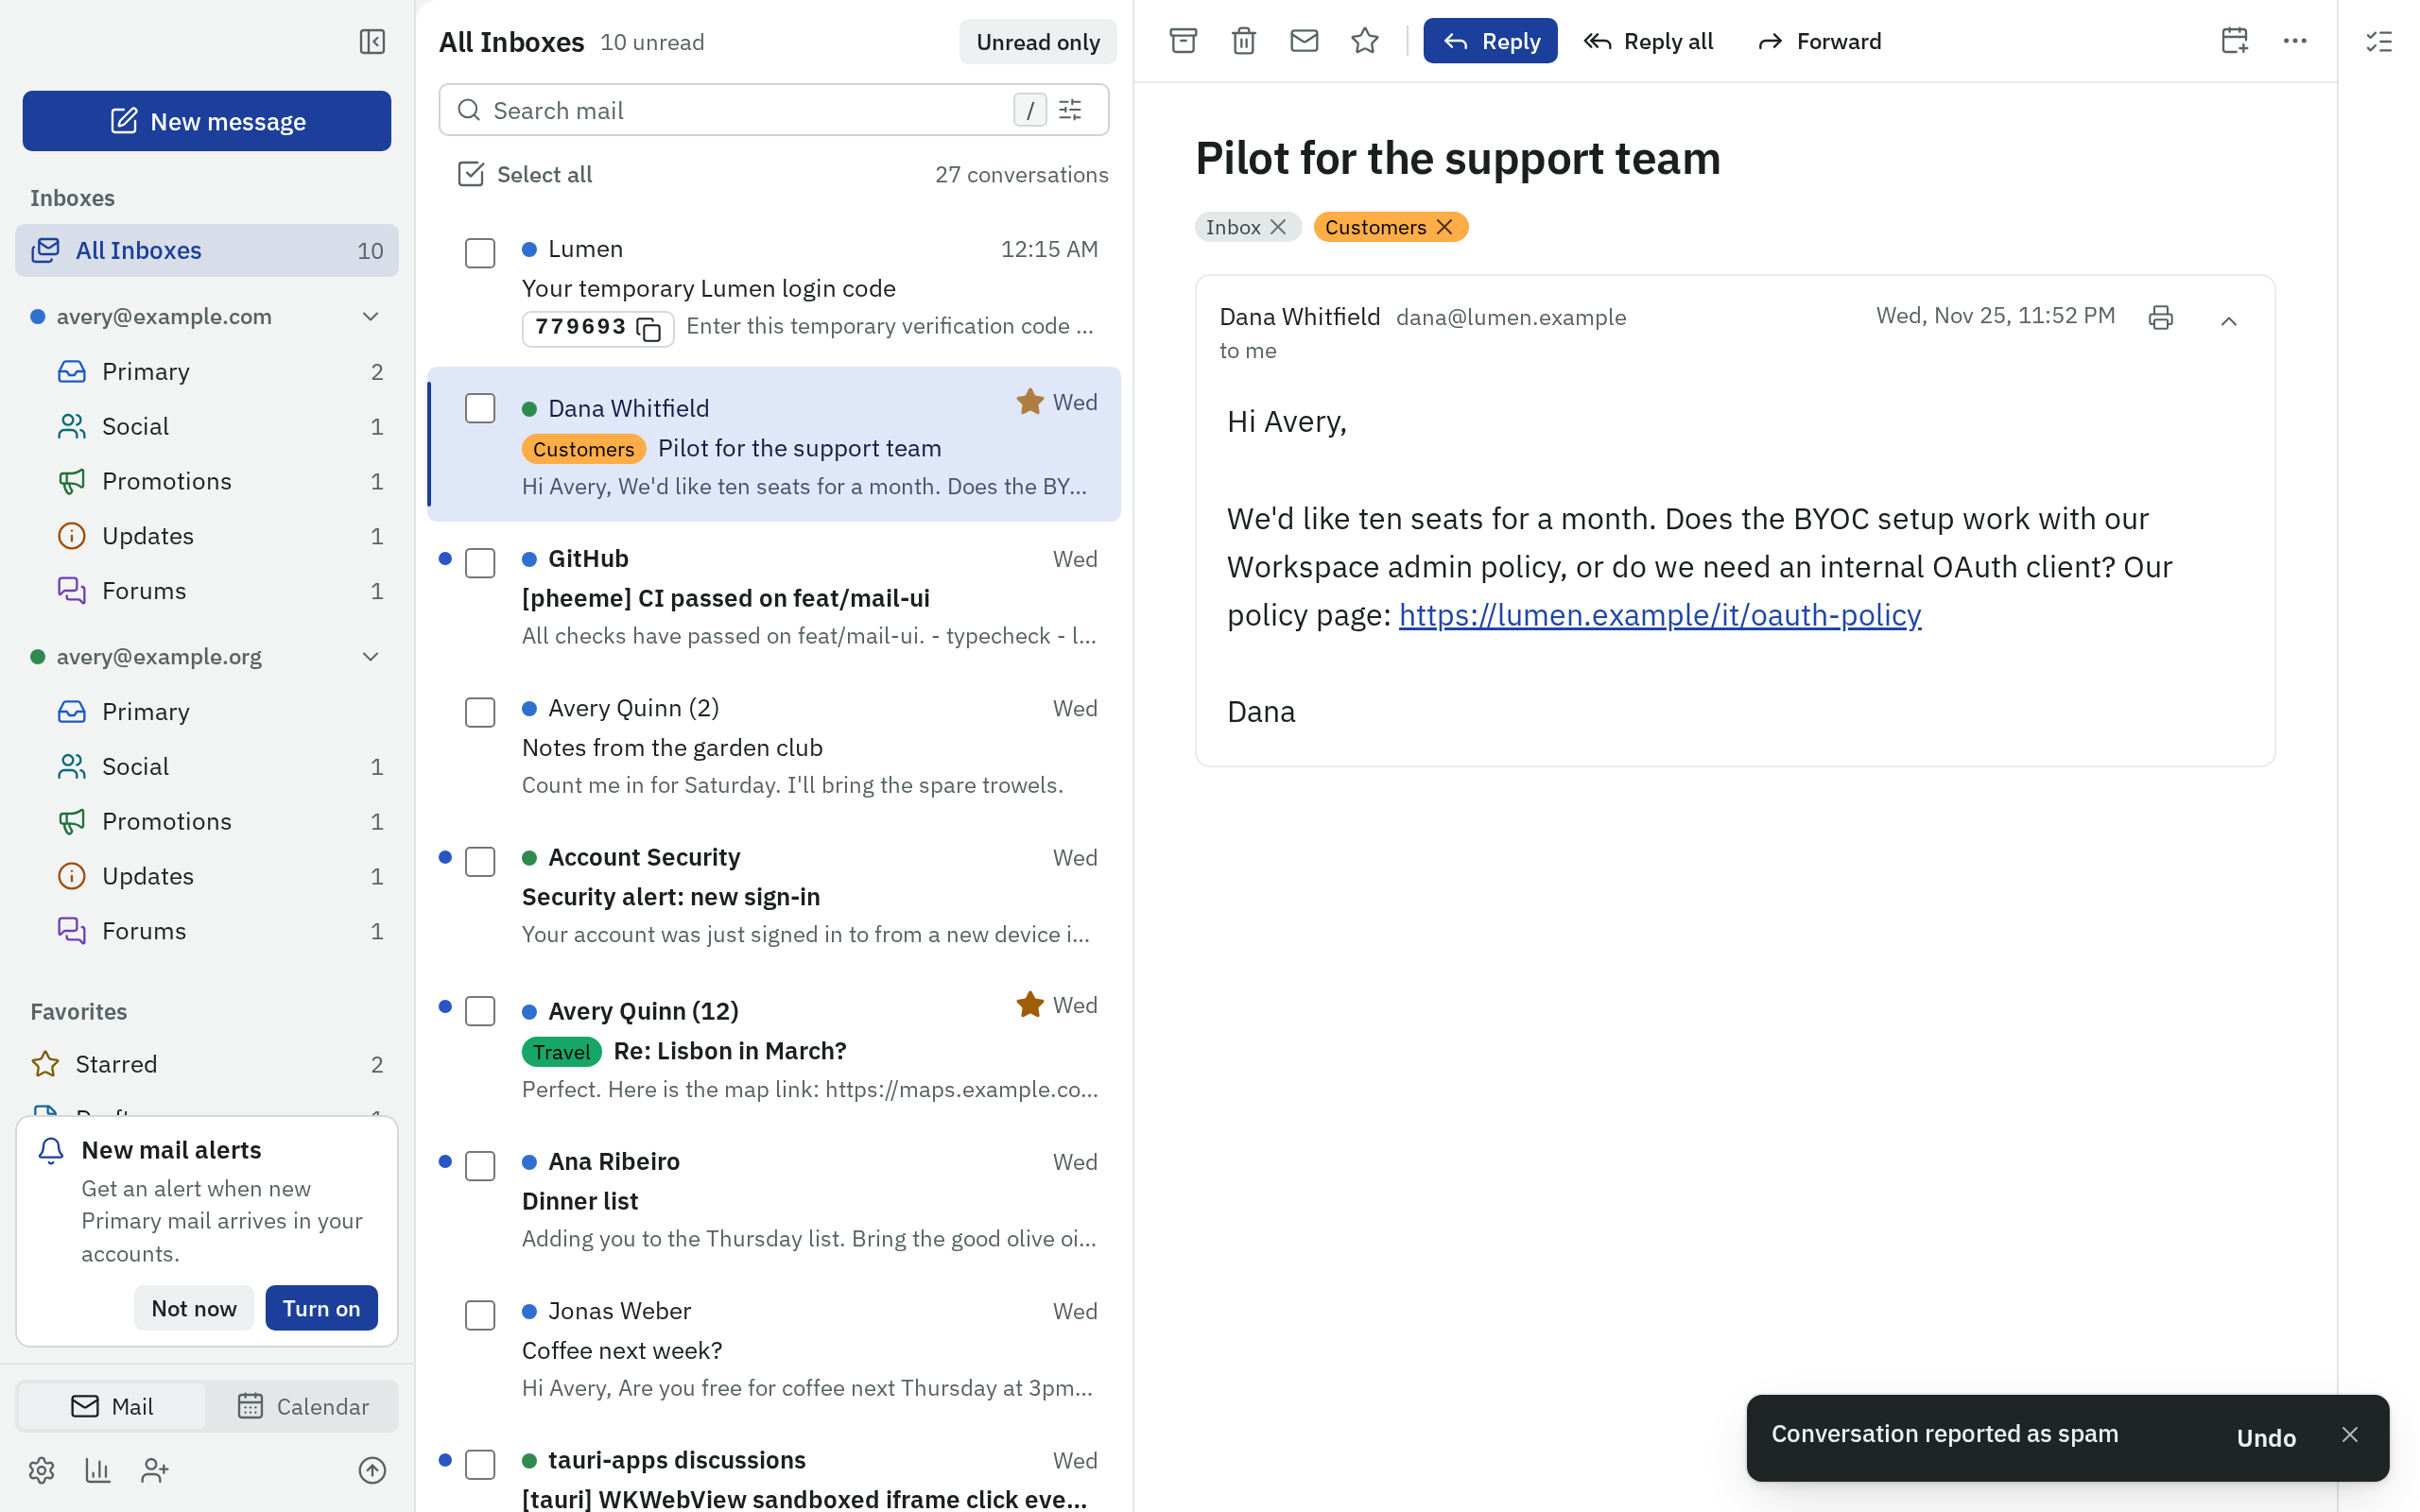 New message
Inboxes
All Inboxes 10
avery@example.com
Primary 2
Social 1
Promotions 1
Updates 1
Forums 1
avery@example.org
Primary
Social 1
Promotions 1
Updates 1
Forums 1
Favorites
Starred 2
New mail alerts
Get an alert when new
Primary mail arrives in your
accounts.
Not now Turn on
Mail Calendar
All Inboxes 10 unread Unread only
Search mail /
Select all 27 conversations
Lumen 12:15 AM
Your temporary Lumen login code
779693 Enter this temporary verification code ...
Dana Whitfield Wed
Customers Pilot for the support team
Hi Avery, We'd like ten seats for a month. Does the BY...
GitHub Wed
[pheeme] CI passed on feat/mail-ui
All checks have passed on feat/mail-ui. - typecheck - l...
Avery Quinn (2) Wed
Notes from the garden club
Count me in for Saturday. I'll bring the spare trowels.
Account Security Wed
Security alert: new sign-in
Your account was just signed in to from a new device i...
Avery Quinn (12) Wed
Travel Re: Lisbon in March?
Perfect. Here is the map link: https://maps.example.co...
Ana Ribeiro Wed
Dinner list
Adding you to the Thursday list. Bring the good olive oi...
Jonas Weber Wed
Coffee next week?
Hi Avery, Are you free for coffee next Thursday at 3pm...
tauri-apps discussions Wed
[tauri] WKWebView sandboxed iframe click eve...
Reply Reply all Forward
Pilot for the support team
Inbox Customers
Dana Whitfield dana@lumen.example Wed, Nov 25, 11:52 PM
to me
Hi Avery,
We'd like ten seats for a month. Does the BYOC setup work with our
Workspace admin policy, or do we need an internal OAuth client? Our
policy page: https://lumen.example/it/oauth-policy
Dana
Conversation reported as spam Undo